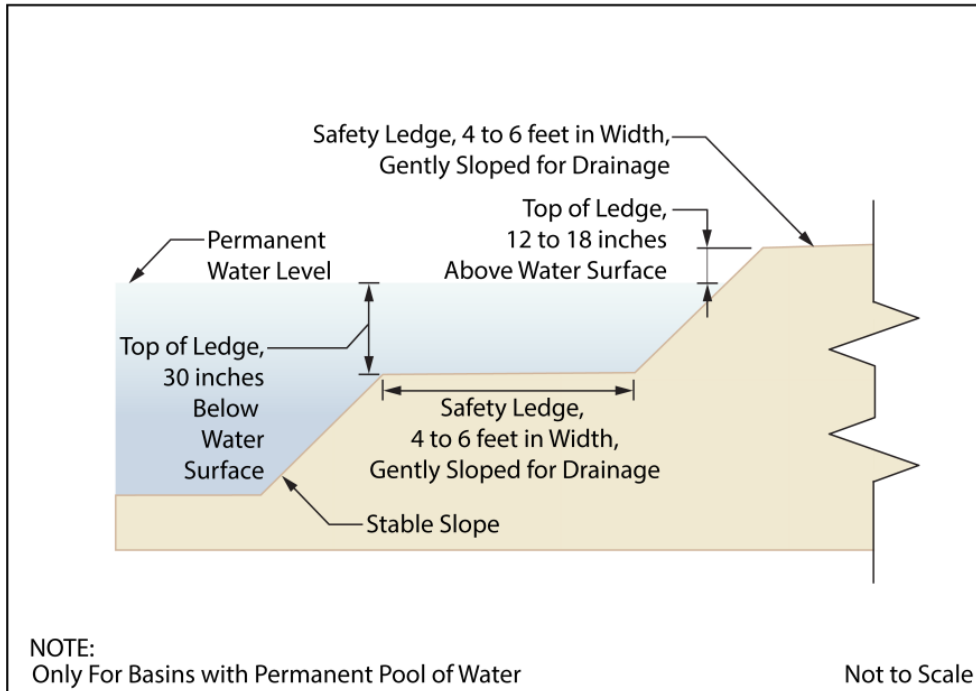 Safety Ledge, 4 to 6 feet in Width,
Gently Sloped for Drainage
Top of Ledge,
12 to 18 inches
Above Water Surface
Permanent
Water Level
Top of Ledge,
30 inches
Below
Water
Surface
Safety Ledge,
4 to 6 feet in Width,
Gently Sloped for Drainage
Stable Slope
NOTE:
Only For Basins with Permanent Pool of Water
Not to Scale